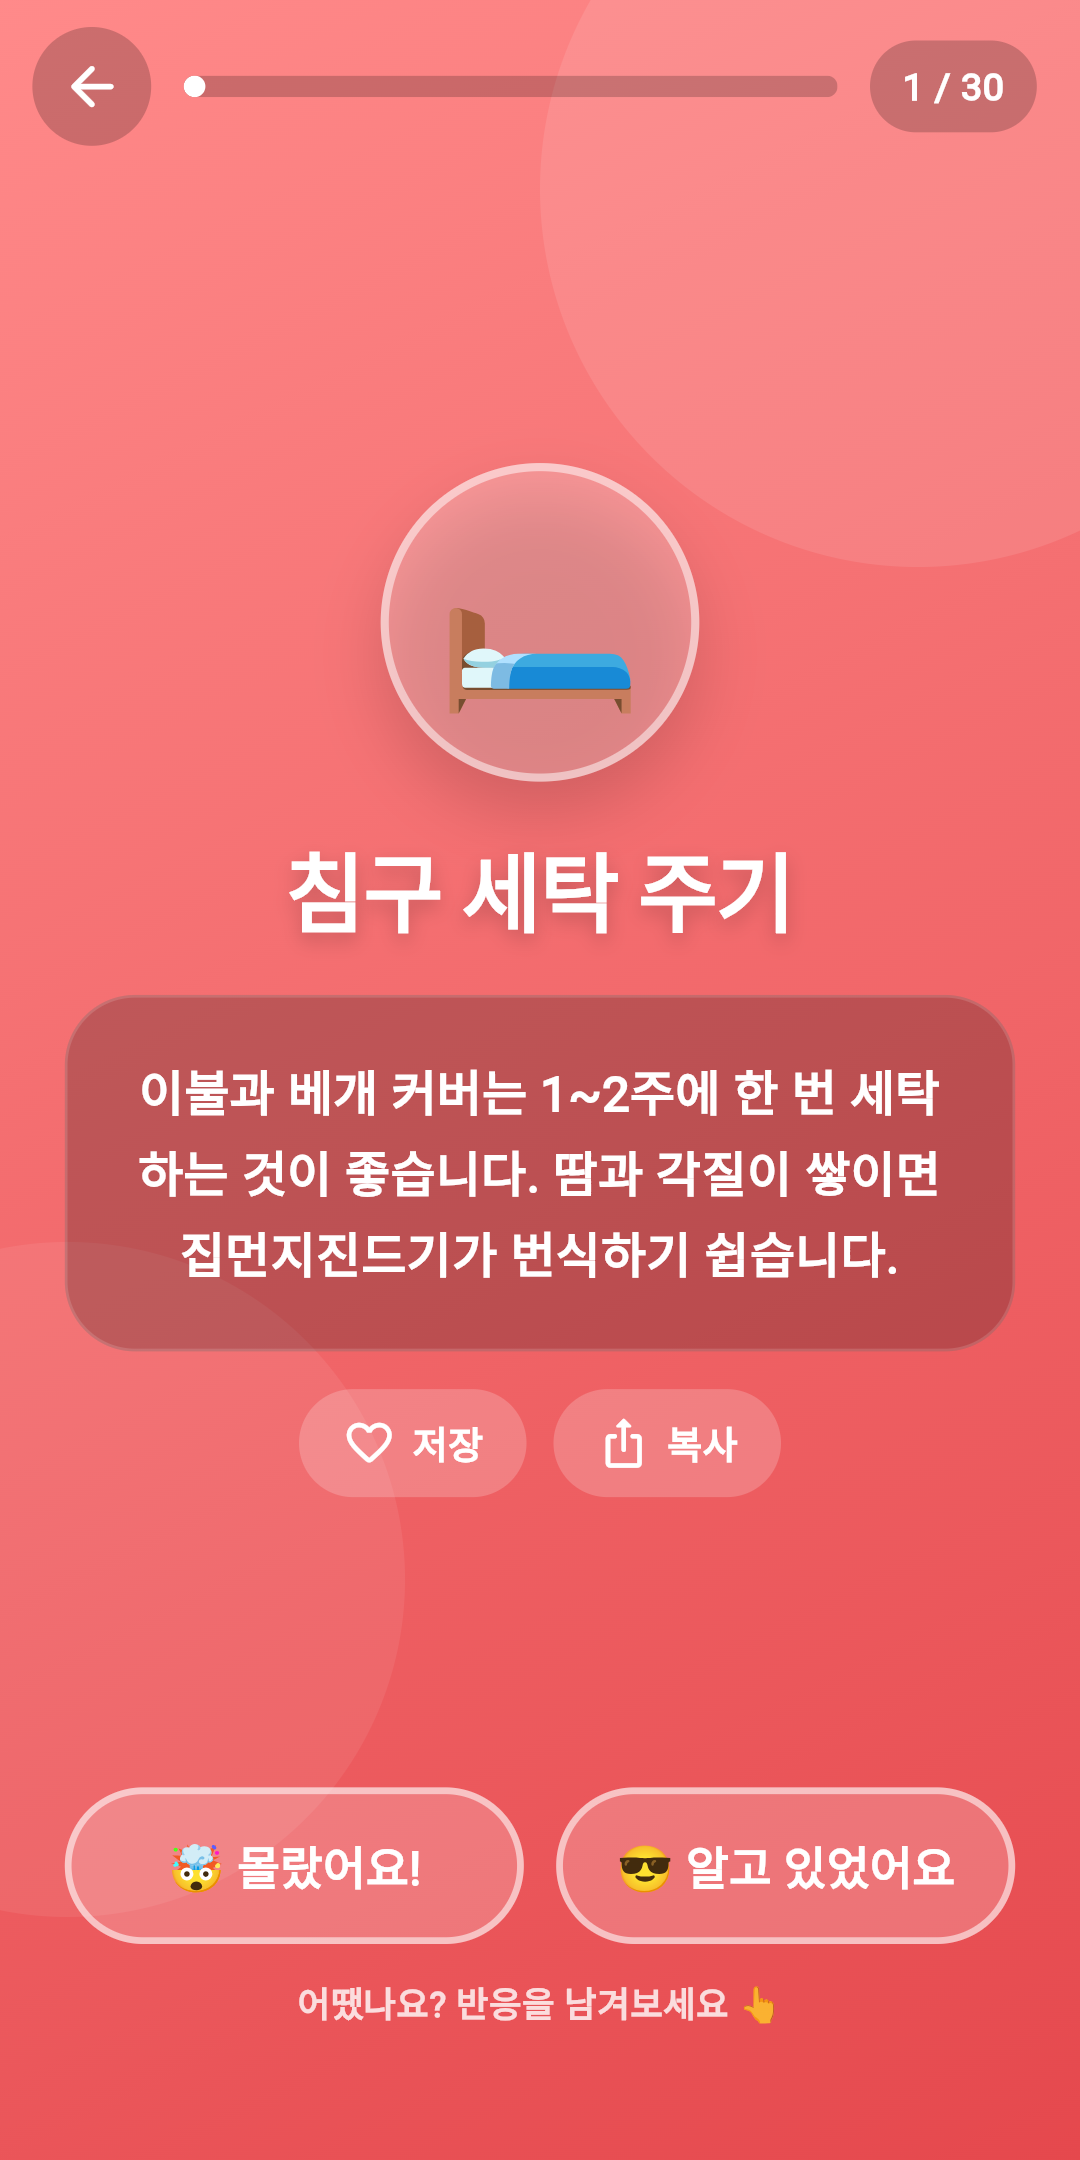 1 / 30
침구 세탁 주기
이불과 베개 커버는 1~2주에 한 번 세탁
하는 것이 좋습니다. 땀과 각질이 쌓이면
집먼지진드기가 번식하기 쉽습니다.
저장
복사
🤯 몰랐어요!
😎 알고 있었어요
어땠나요? 반응을 남겨보세요 👆